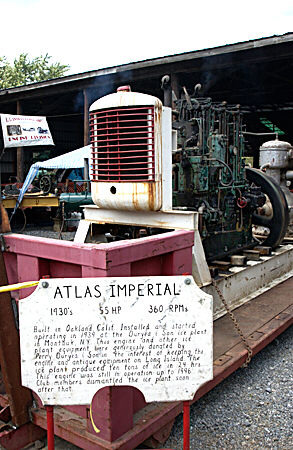 ATLAS IMPERIAL
1930's 55 HP 360 RPMs
Built in Oakland Calif. Installed and started
operating in 1939 at the Duryea & Son ice plant
in Montauk, N.Y. This engine and other ice
plant equipment were generously donated by
Perry Duryea & Son in the interest of keeping the
engine and antique equipment on Long Island. The
ice plant produced ten tons of ice in 24 hrs
This engine was still in operation up to 1996
Club members dismantled the ice plant soon
after that.